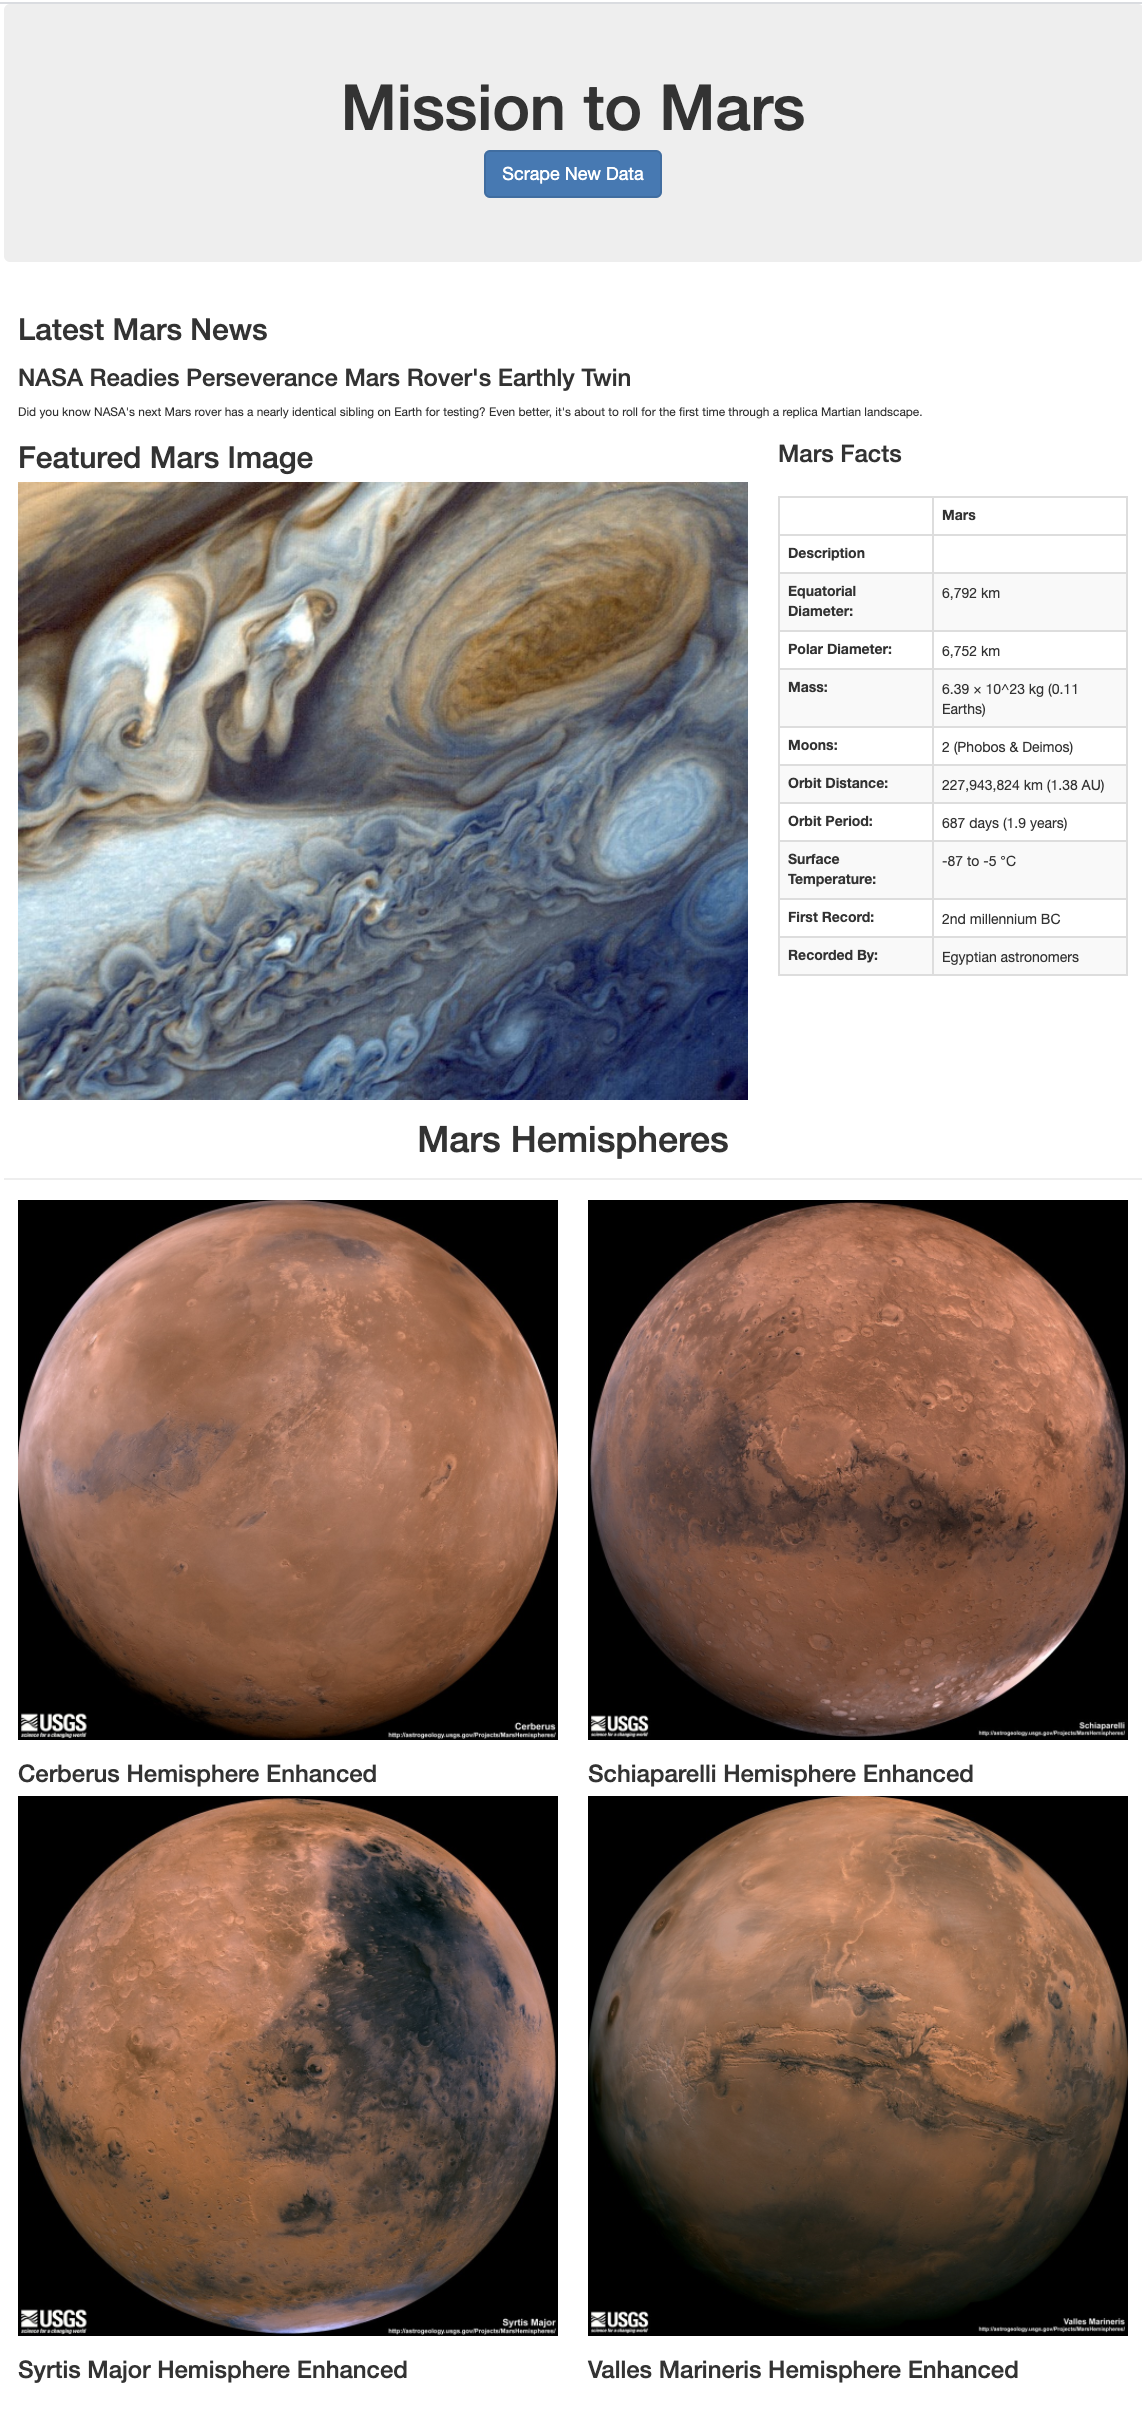 Mission to Mars
Scrape New Data
Latest Mars News
NASA Readies Perseverance Mars Rover's Earthly Twin
Did you know NASA's next Mars rover has a nearly identical sibling on Earth for testing? Even better, it's about to roll for the first time through a replica Martian landscape.
Featured Mars Image
Mars Facts
Mars
Description
Equatorial
Diameter:
6,792 km
Polar Diameter:
6,752 km
Mass:
6.39 × 10^23 kg (0.11
Earths)
Moons:
2 (Phobos & Deimos)
Orbit Distance:
227,943,824 km (1.38 AU)
Orbit Period:
687 days (1.9 years)
Surface
Temperature:
-87 to -5 °C
First Record:
2nd millennium BC
Recorded By:
Egyptian astronomers
Mars Hemispheres
USGS
science for a changing world
Cerberus
http://astrogeology.usgs.gov/Projects/MarsHemispheres/
USGS
science for a changing world
Schiaparelli
http://astrogeology.usgs.gov/Projects/MarsHemispheres/
Cerberus Hemisphere Enhanced
Schiaparelli Hemisphere Enhanced
USGS
science for a changing world
Syrtis Major
http://astrogeology.usgs.gov/Projects/MarsHemispheres/
USGS
science for a changing world
Valles Marineris
http://astrogeology.usgs.gov/Projects/MarsHemispheres/
Syrtis Major Hemisphere Enhanced
Valles Marineris Hemisphere Enhanced